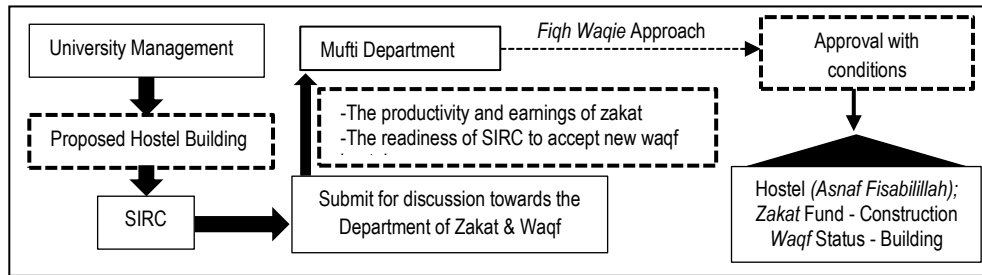 University Management
Proposed Hostel Building
SIRC
Submit for discussion towards the
Department of Zakat & Waqf
-The productivity and earnings of zakat
-The readiness of SIRC to accept new waqf
Mufti Department
Fiqh Waqie Approach
Approval with
conditions
Hostel (Asnaf Fisabilillah);
Zakat Fund - Construction
Waqf Status - Building